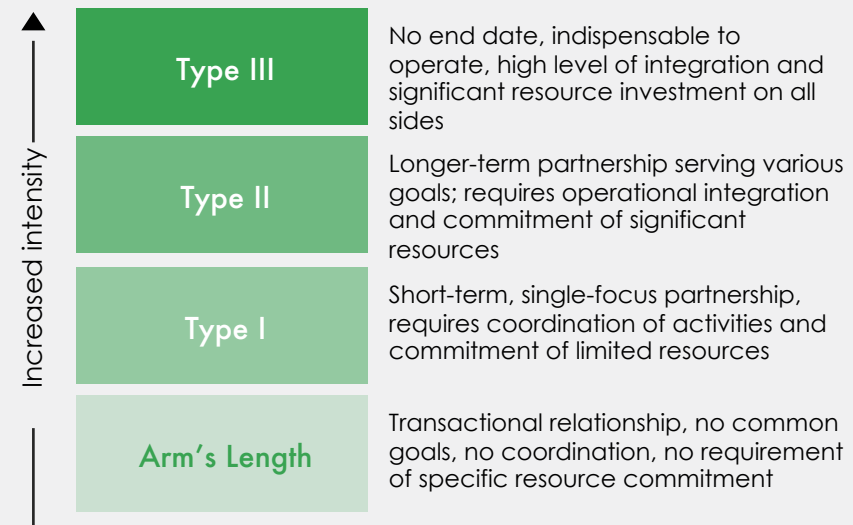 Increased intensity
Type III
No end date, indispensable to
operate, high level of integration and
significant resource investment on all
sides
Type II
Longer-term partnership serving various
goals; requires operational integration
and commitment of significant
resources
Type I
Short-term, single-focus partnership,
requires coordination of activities and
commitment of limited resources
Arm's Length
Transactional relationship, no common
goals, no coordination, no requirement
of specific resource commitment